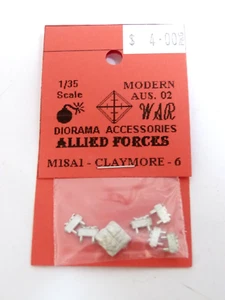 $ 4.00
1/35
Scale
MODERN
AUS. 02
WAR
DIORAMA ACCESSORIES
ALLIED FORCES
M18A1 - CLAYMORE - 6